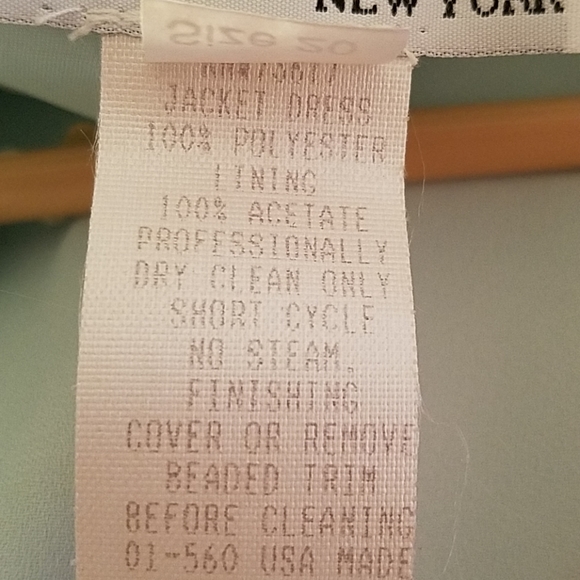 NEW YORK
Size 20
JACKET DRESS
100% POLYESTER
LINING
100% ACETATE
PROFESSIONALLY
DRY CLEAN ONLY
SHORT CYCLE
NO STEAM.
FINISHING
COVER OR REMOVE
BEADED TRIM
BEFORE CLEANING
01-560 USA MADE